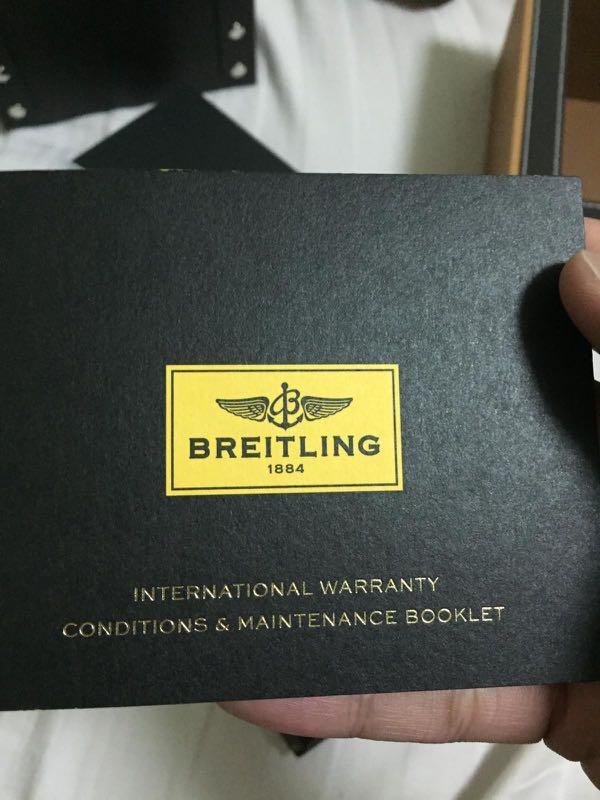 B
BREITLING
1884
INTERNATIONAL WARRANTY
CONDITIONS & MAINTENANCE BOOKLET